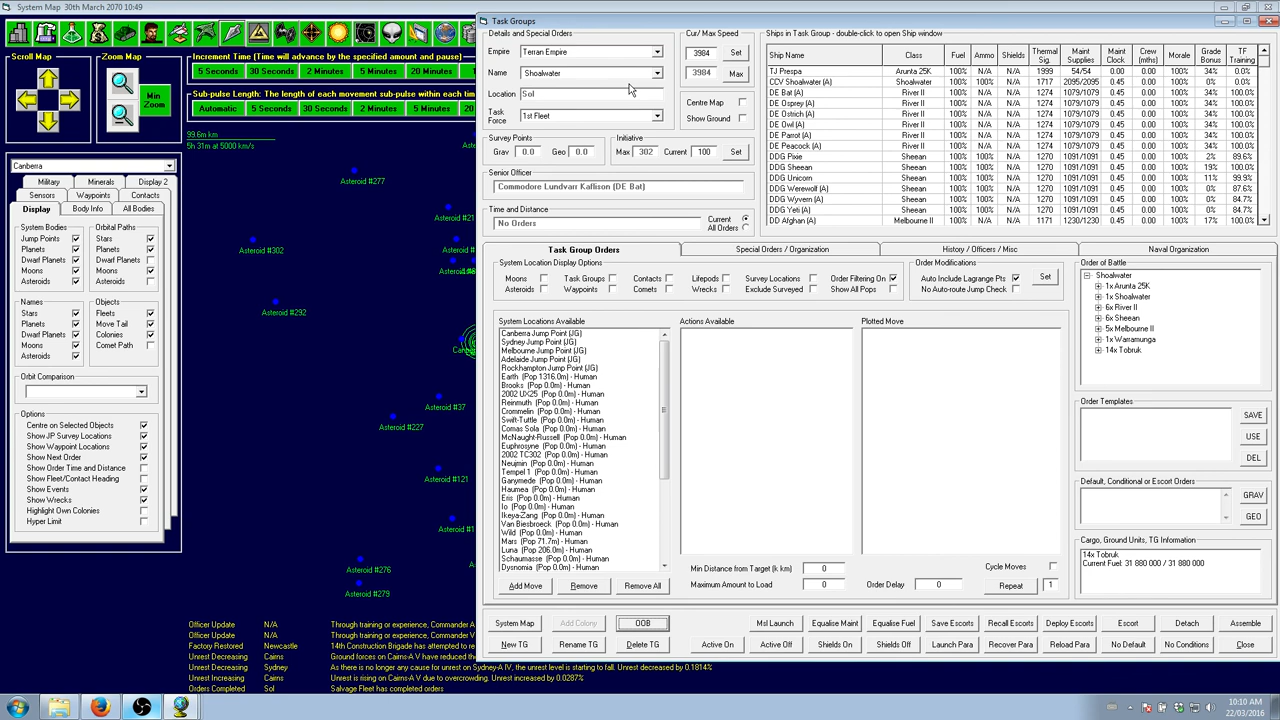 System Map 30th March 2070 10:49
Scroll Map
Zoom Map
Min Zoom
Increment Time (Time will advance by the specified amount and pause)
5 Seconds 30 Seconds 2 Minutes 5 Minutes
Sub-pulse Length: The length of each movement sub-pulse within each time
Automatic 5 Seconds 30 Seconds 2 Minutes 5 Minutes 20
99.6m km
5h 31m at 5000 km/s
Canberra
Military Minerals Display 2
Sensors Waypoints Contacts
Display Body Info All Bodies
System Bodies
Jump Points
Planets
Dwarf Planets
Moons
Asteroids
Orbital Paths
Stars
Planets
Dwarf Planets
Moons
Asteroids
Names
Stars
Planets
Dwarf Planets
Moons
Asteroids
Objects
Fleets
Move Tail
Colonies
Comet Path
Orbit Comparison
Options
Centre on Selected Objects
Show JP Survey Locations
Show Waypoint Locations
Show Next Order
Show Order Time and Distance
Show Fleet/Contact Heading
Show Events
Show Wrecks
Highlight Own Colonies
Hyper Limit
Asteroid #277
Asteroid #21
Asteroid #302
Asteroid #292
Asteroid #37
Asteroid #227
Asteroid #121
Asteroid #1
Asteroid #276
Asteroid #279
Officer Update N/A Through training or experience, Commander A
Officer Update N/A Through training or experience, Commander V
Factory Restored Newcastle 14th Construction Brigade has attempted to re
Unrest Decreasing Cairns Ground forces on Cairns-A V have reduced the
Unrest Decreasing Sydney As there is no longer any cause for unrest on Sydney-A IV, the unrest level is starting to fall. Unrest decreased by 0.1814%
Unrest Increasing Cairns Unrest is rising on Cairns-A V due to overcrowding. Unrest increased by 0.0287%
Orders Completed Sol Salvage Fleet has completed orders
Task Groups
Details and Special Orders
Empire Terran Empire
Name Shoalwater
Location Sol
Task Force 1st Fleet
Cur/ Max Speed
3984 Set
3984 Max
Centre Map
Show Ground
Survey Points
Grav 0.0 Geo 0.0
Initiative
Max 302 Current 100 Set
Senior Officer
Commodore Lundvar Kallison (DE Bat)
Time and Distance
No Orders
Current
All Orders
Ships in Task Group - double-click to open Ship window
Ship Name Class Fuel Ammo Shields Thermal Sig. Maint Supplies Maint Clock Crew (mths) Morale Grade Bonus TF Training
TJ Prespa Arunta 25K 100% N/A N/A 1999 54/54 0.04 0.00 100% 34% 0.0%
CCV Shoalwater (A) Shoalwater 100% 100% N/A 1717 2095/2095 0.45 0.00 100% 34% 0.0%
DE Bat (A) River II 100% N/A N/A 1274 1079/1079 0.45 0.00 100% 34% 100.0%
DE Osprey (A) River II 100% N/A N/A 1274 1079/1079 0.45 0.00 100% 34% 100.0%
DE Ostrich (A) River II 100% N/A N/A 1274 1079/1079 0.45 0.00 100% 34% 100.0%
DE Owl (A) River II 100% N/A N/A 1274 1079/1079 0.45 0.00 100% 34% 100.0%
DE Parrot (A) River II 100% N/A N/A 1274 1079/1079 0.45 0.00 100% 34% 100.0%
DE Peacock (A) River II 100% N/A N/A 1274 1079/1079 0.45 0.00 100% 34% 100.0%
DDG Pixie Sheean 100% 100% N/A 1270 1091/1091 0.45 0.00 100% 2% 89.6%
DDG Sheean Sheean 100% 100% N/A 1270 1091/1091 0.45 0.00 100% 19% 100.0%
DDG Unicorn Sheean 100% 100% N/A 1270 1091/1091 0.45 0.00 100% 11% 99.9%
DDG Werewolf (A) Sheean 100% 100% N/A 1270 1091/1091 0.45 0.00 100% 0% 87.6%
DDG Wyvern (A) Sheean 100% 100% N/A 1270 1091/1091 0.45 0.00 100% 0% 84.7%
DDG Yeti (A) Sheean 100% 100% N/A 1270 1091/1091 0.45 0.00 100% 0% 84.7%
DD Afghan (A) Melbourne II 100% N/A N/A 1171 1230/1230 0.45 0.00 100% 17% 100.0%
Task Group Orders Special Orders / Organization History / Officers / Misc Naval Organization
System Location Display Options
Moons Task Groups Contacts Lifepods Survey Locations Order Filtering On
Asteroids Waypoints Comets Wrecks Exclude Surveyed Show All Pops
Order Modifications
Auto Include Lagrange Pts Set
No Auto-route Jump Check
System Locations Available
Canberra Jump Point (JG)
Sydney Jump Point (JG)
Melbourne Jump Point (JG)
Adelaide Jump Point (JG)
Rockhampton Jump Point (JG)
Earth (Pop 1316.0m) - Human
Brooks (Pop 0.0m) - Human
2002 UX25 (Pop 0.0m) - Human
Reinmuth (Pop 0.0m) - Human
Crommelin (Pop 0.0m) - Human
Swift-Tuttle (Pop 0.0m) - Human
Comas Sola (Pop 0.0m) - Human
McNaught-Russell (Pop 0.0m) - Human
Euphrosyne (Pop 0.0m) - Human
2002 TC302 (Pop 0.0m) - Human
Neujmin (Pop 0.0m) - Human
Tempel 1 (Pop 0.0m) - Human
Ganymede (Pop 0.0m) - Human
Haumea (Pop 0.0m) - Human
Eris (Pop 0.0m) - Human
Io (Pop 0.0m) - Human
Ikeya-Zang (Pop 0.0m) - Human
Van Biesbroeck (Pop 0.0m) - Human
Wild (Pop 0.0m) - Human
Mars (Pop 71.7m) - Human
Luna (Pop 206.0m) - Human
Schaumasse (Pop 0.0m) - Human
Dysnomia (Pop 0.0m) - Human
Actions Available
Plotted Move
Add Move Remove Remove All
Min Distance from Target (k km) 0
Maximum Amount to Load 0
Order Delay 0
Cycle Moves
Repeat 1
Order of Battle
Shoalwater
1x Arunta 25K
1x Shoalwater
6x River II
6x Sheean
5x Melbourne II
1x Warramunga
14x Tobruk
Order Templates
SAVE
USE
DEL
Default, Conditional or Escort Orders
GRAV
GEO
Cargo, Ground Units, TG Information
14x Tobruk
Current Fuel: 31 880 000 / 31 880 000
System Map Add Colony OOB Msl Launch Equalise Maint Equalise Fuel Save Escorts Recall Escorts Deploy Escorts Escort Detach Assemble
New TG Rename TG Delete TG Active On Active Off Shields On Shields Off Launch Para Recover Para Reload Para No Default No Conditions Close
10:10 AM
22/03/2016